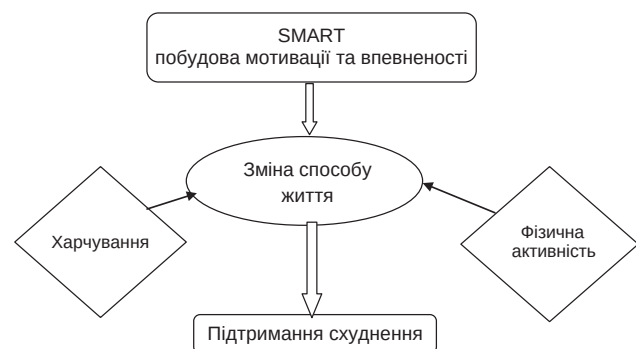 SMART
побудова мотивації та впевненості
Зміна способу
життя
Харчування
Фізична
активність
Підтримання схуднення